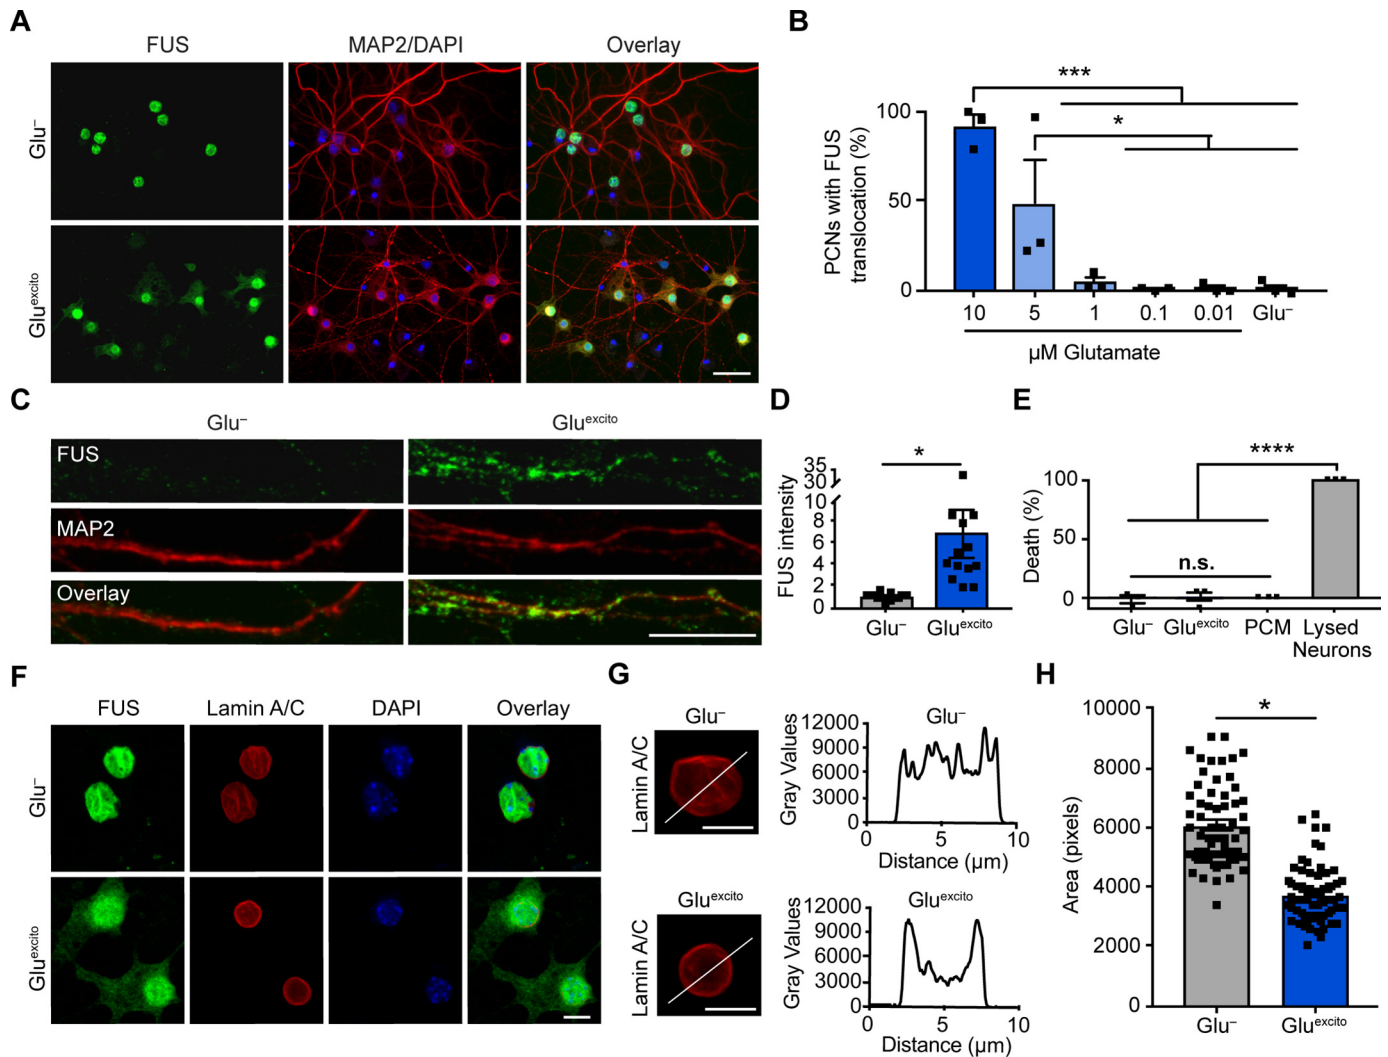 A
FUS
MAP2/DAPI
Overlay
Glu–
Gluexcito
B
PCNs with FUS
translocation (%)
100
50
0
***
*
10
5
1
0.1
0.01
Glu–
µM Glutamate
C
Glu–
Gluexcito
FUS
MAP2
Overlay
D
FUS intensity
35
30
10
8
6
4
2
0
*
Glu–
Gluexcito
E
Death (%)
100
50
0
****
n.s.
Glu–
Gluexcito
PCM
Lysed
Neurons
F
FUS
Lamin A/C
DAPI
Overlay
Glu–
Gluexcito
G
Glu–
Lamin A/C
Gray Values
12000
9000
6000
3000
0
Glu–
0
5
10
Distance (µm)
Gluexcito
Lamin A/C
Gray Values
12000
9000
6000
3000
0
Gluexcito
0
5
10
Distance (µm)
H
Area (pixels)
10000
8000
6000
4000
2000
0
*
Glu–
Gluexcito